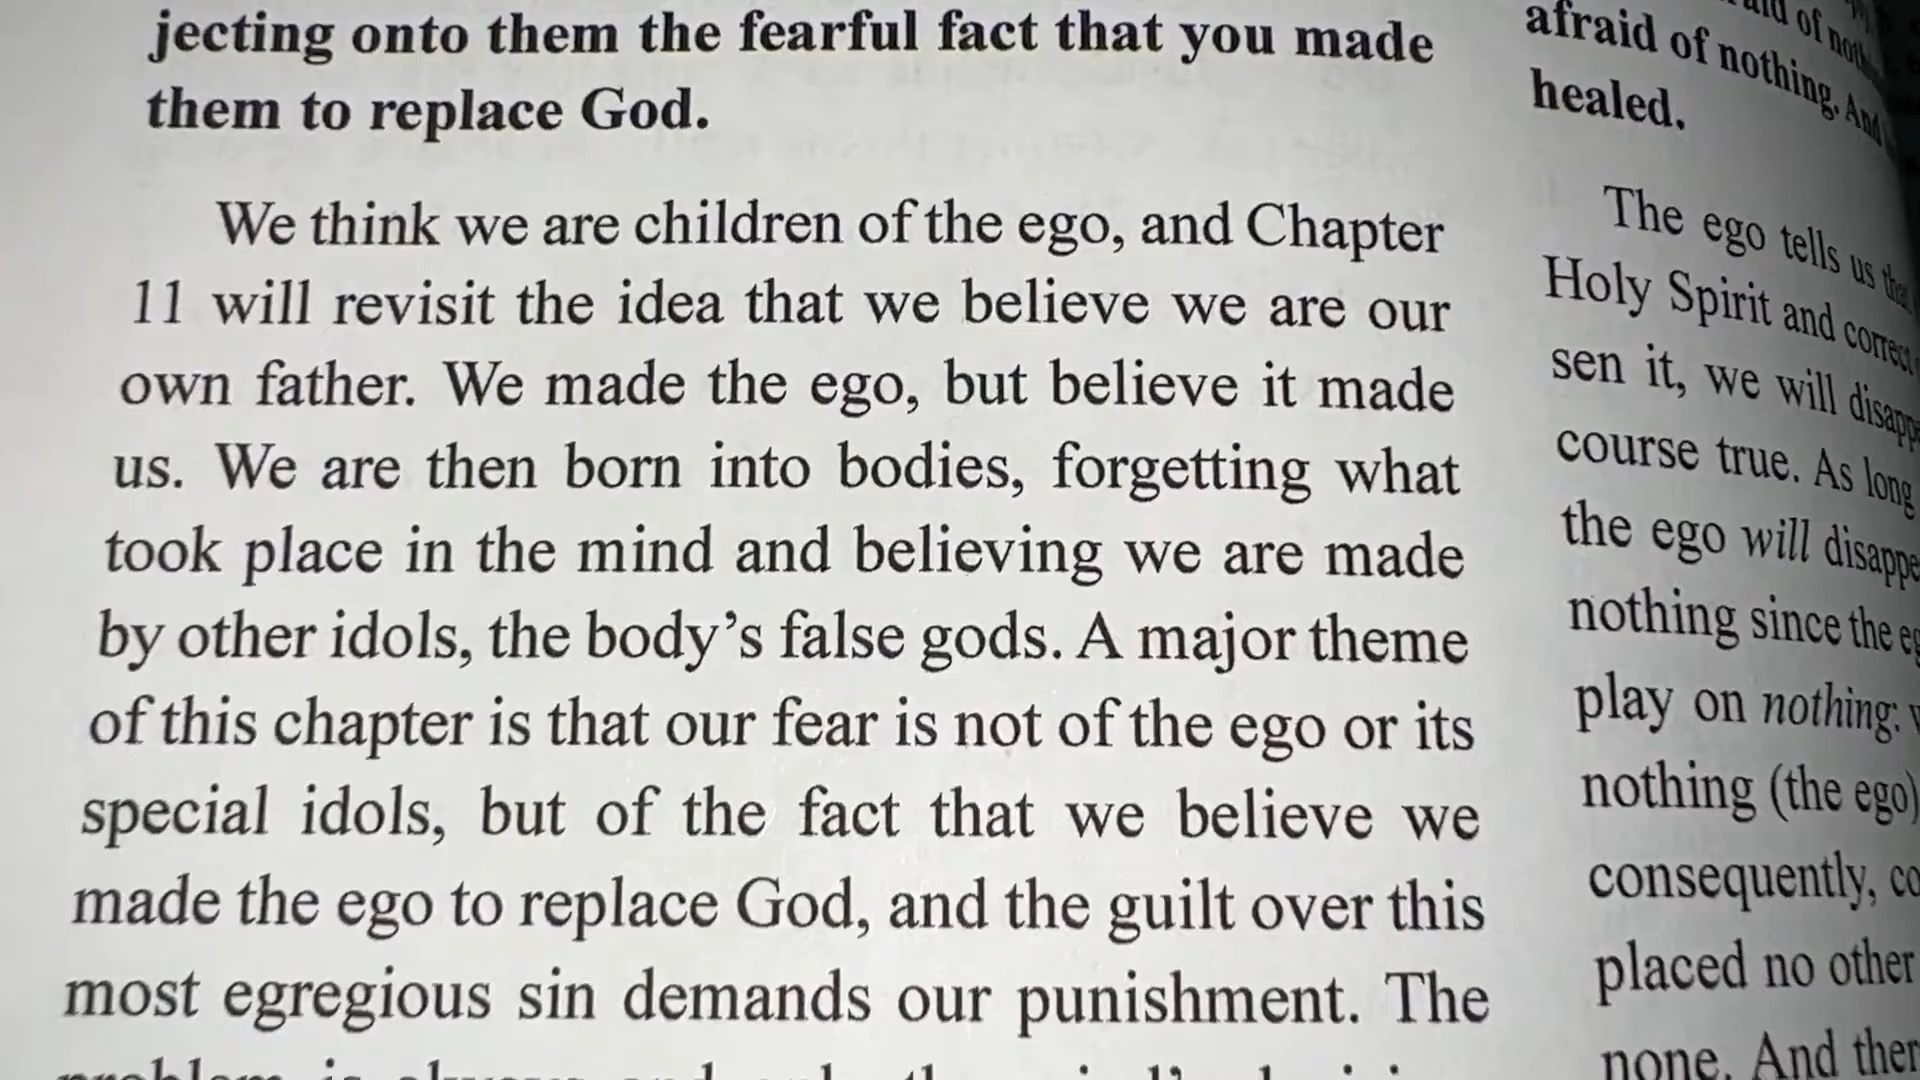 jecting onto them the fearful fact that you made
them to replace God.
We think we are children of the ego, and Chapter
11 will revisit the idea that we believe we are our
own father. We made the ego, but believe it made
us. We are then born into bodies, forgetting what
took place in the mind and believing we are made
by other idols, the body’s false gods. A major theme
of this chapter is that our fear is not of the ego or its
special idols, but of the fact that we believe we
made the ego to replace God, and the guilt over this
most egregious sin demands our punishment. The
afraid of nothing. And
healed.
The ego tells us
Holy Spirit and
sen it, we will
course true. As long
the ego will
nothing since the
play on nothing:
nothing (the ego)
consequently,
placed no other
none. And